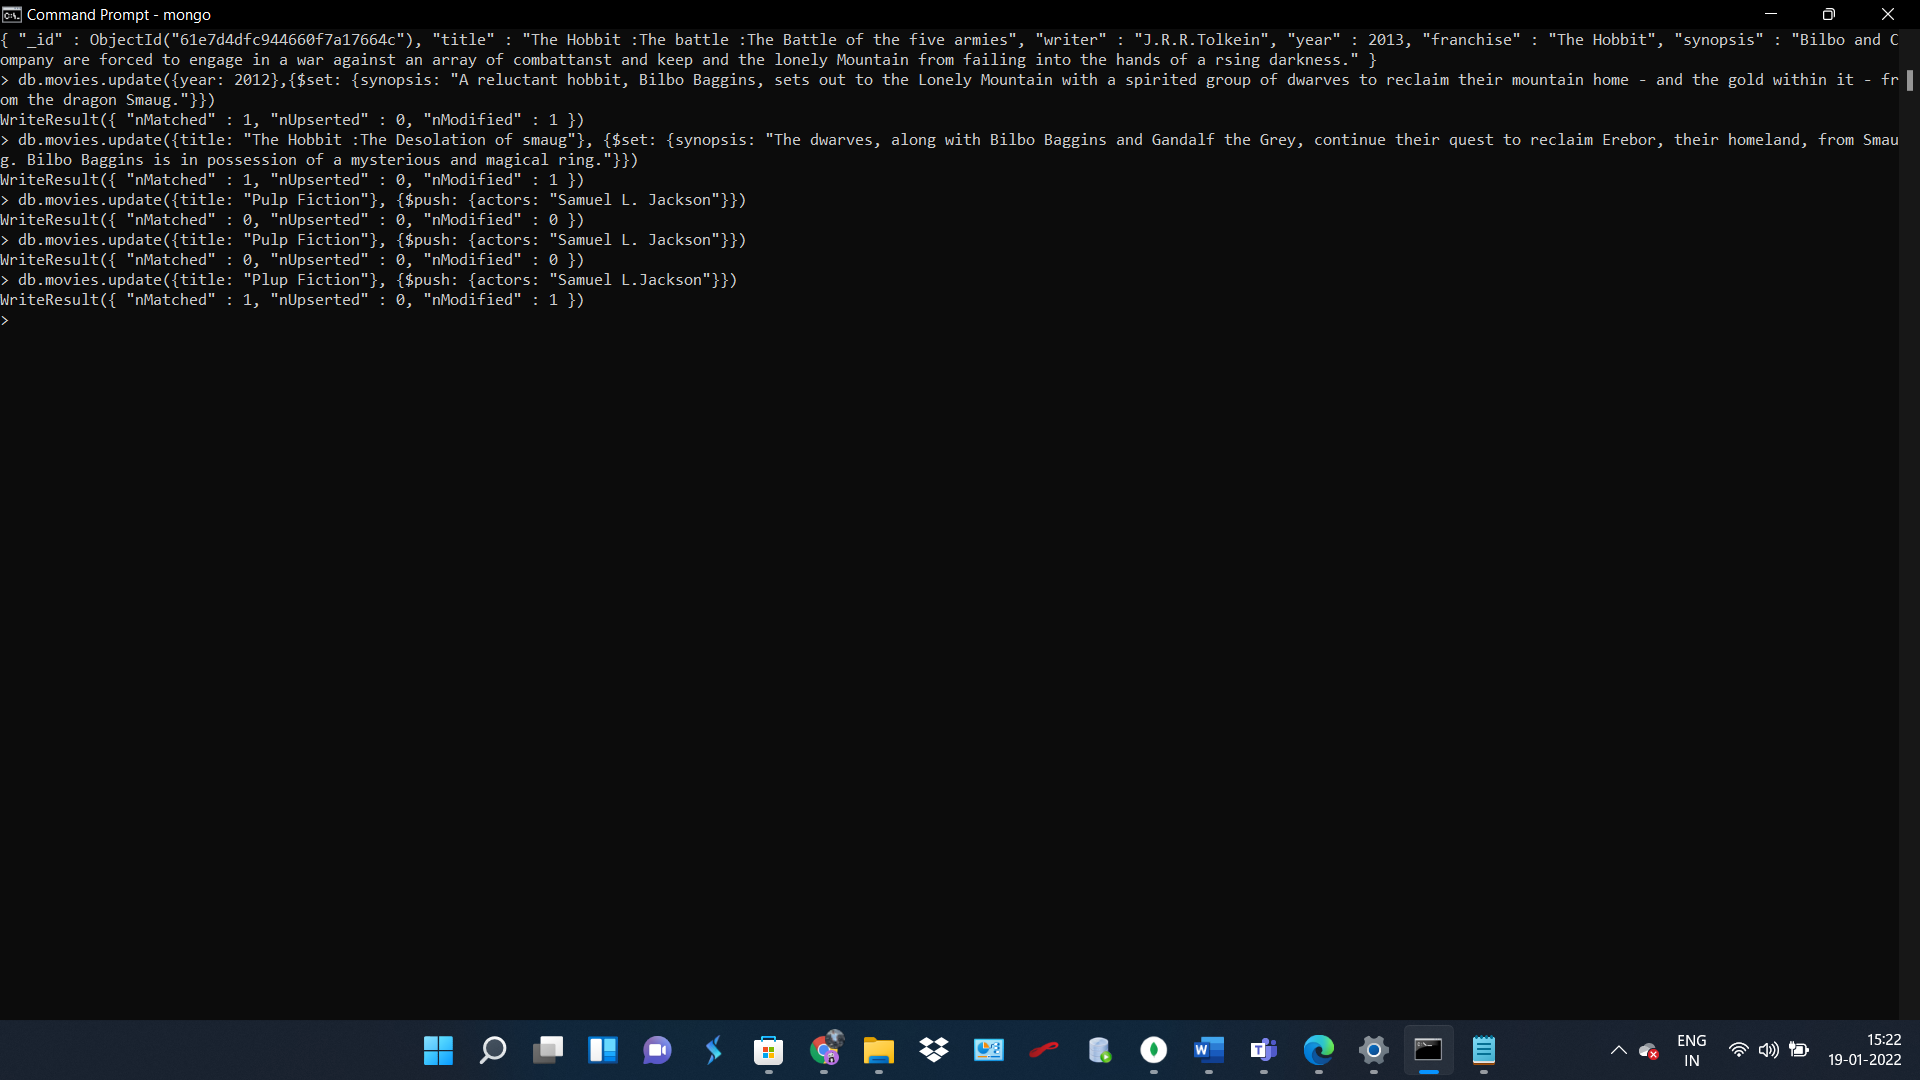 Command Prompt - mongo
{ "_id" : ObjectId("61e7d4dfc944660f7a17664c"), "title" : "The Hobbit :The battle :The Battle of the five armies", "writer" : "J.R.R.Tolkein", "year" : 2013, "franchise" : "The Hobbit", "synopsis" : "Bilbo and C
ompany are forced to engage in a war against an array of combattanst and keep and the lonely Mountain from failing into the hands of a rsing darkness." }
> db.movies.update({year: 2012},{$set: {synopsis: "A reluctant hobbit, Bilbo Baggins, sets out to the Lonely Mountain with a spirited group of dwarves to reclaim their mountain home - and the gold within it - fr
om the dragon Smaug."}})
WriteResult({ "nMatched" : 1, "nUpserted" : 0, "nModified" : 1 })
> db.movies.update({title: "The Hobbit :The Desolation of smaug"}, {$set: {synopsis: "The dwarves, along with Bilbo Baggins and Gandalf the Grey, continue their quest to reclaim Erebor, their homeland, from Smau
g. Bilbo Baggins is in possession of a mysterious and magical ring."}})
WriteResult({ "nMatched" : 1, "nUpserted" : 0, "nModified" : 1 })
> db.movies.update({title: "Pulp Fiction"}, {$push: {actors: "Samuel L. Jackson"}})
WriteResult({ "nMatched" : 0, "nUpserted" : 0, "nModified" : 0 })
> db.movies.update({title: "Pulp Fiction"}, {$push: {actors: "Samuel L. Jackson"}})
WriteResult({ "nMatched" : 0, "nUpserted" : 0, "nModified" : 0 })
> db.movies.update({title: "Plup Fiction"}, {$push: {actors: "Samuel L.Jackson"}})
WriteResult({ "nMatched" : 1, "nUpserted" : 0, "nModified" : 1 })
>
ENG
IN
15:22
19-01-2022